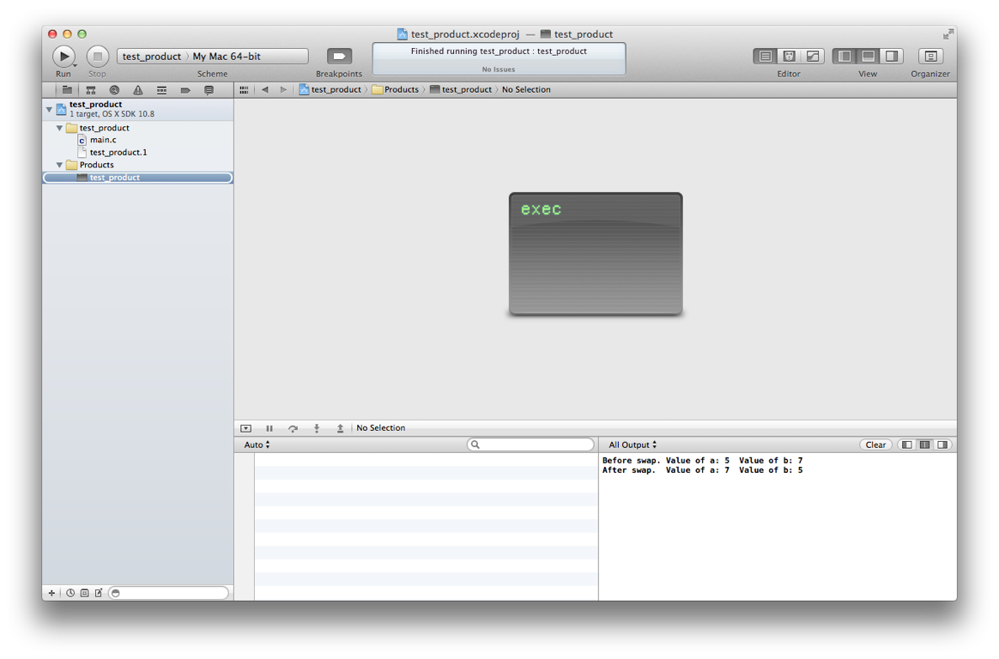 test_product.xcodeproj — test_product
Run
Stop
test_product 〉 My Mac 64-bit
Scheme
Breakpoints
Finished running test_product : test_product
No Issues
Editor
View
Organizer
test_product 〉 Products 〉 test_product 〉 No Selection
test_product
1 target, OS X SDK 10.8
test_product
c main.c
test_product.1
Products
test_product
exec
No Selection
Auto
All Output
Clear
Before swap. Value of a: 5  Value of b: 7
After swap.  Value of a: 7  Value of b: 5